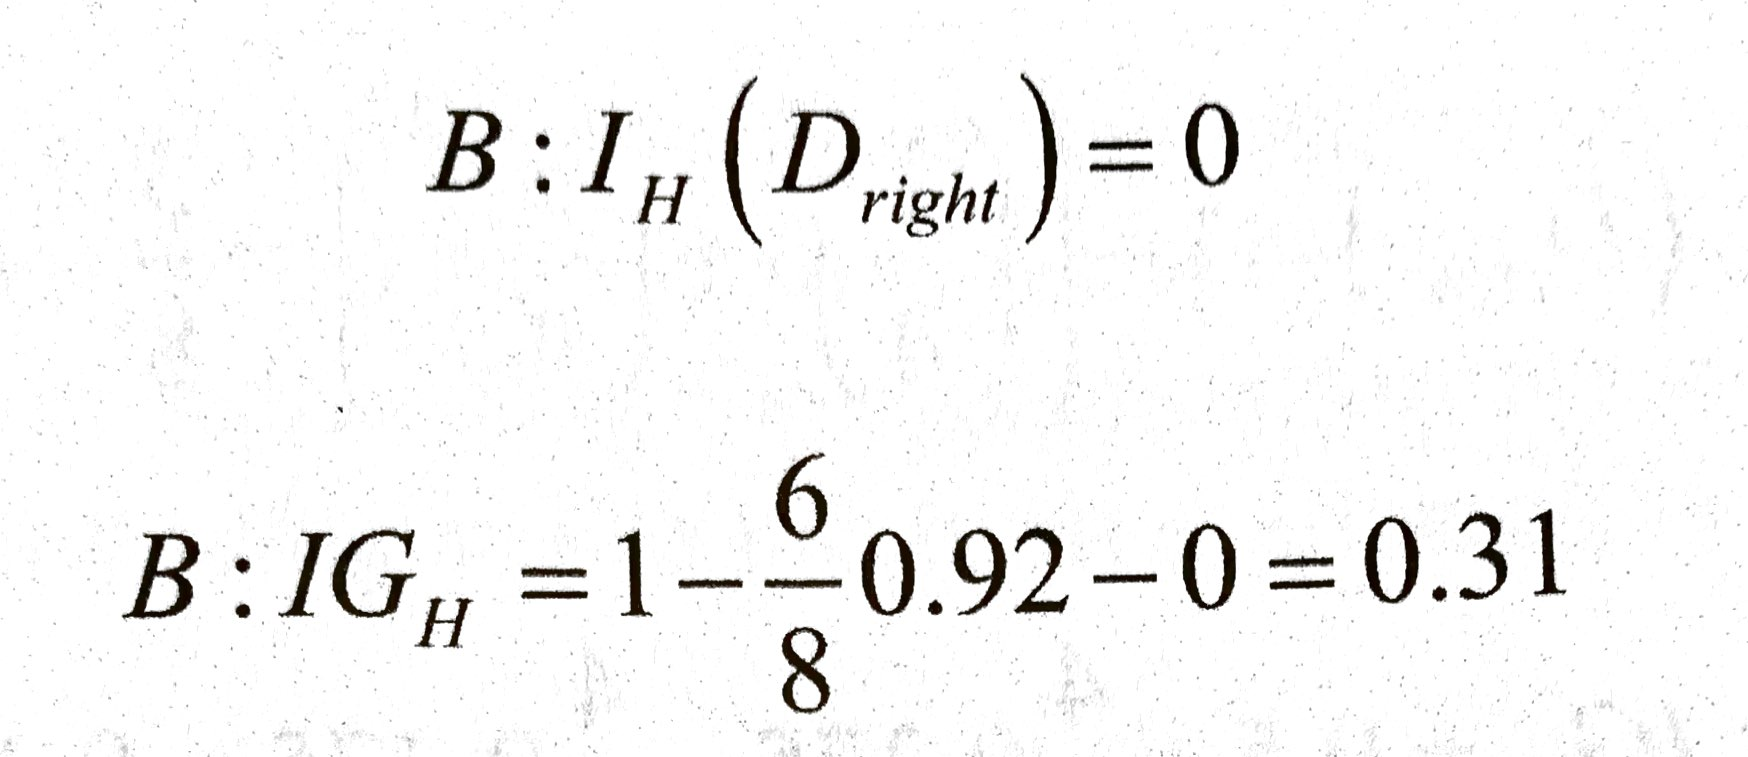 B : I_H (D_right) = 0
B : IG_H = 1 − 6/8 0.92 − 0 = 0.31